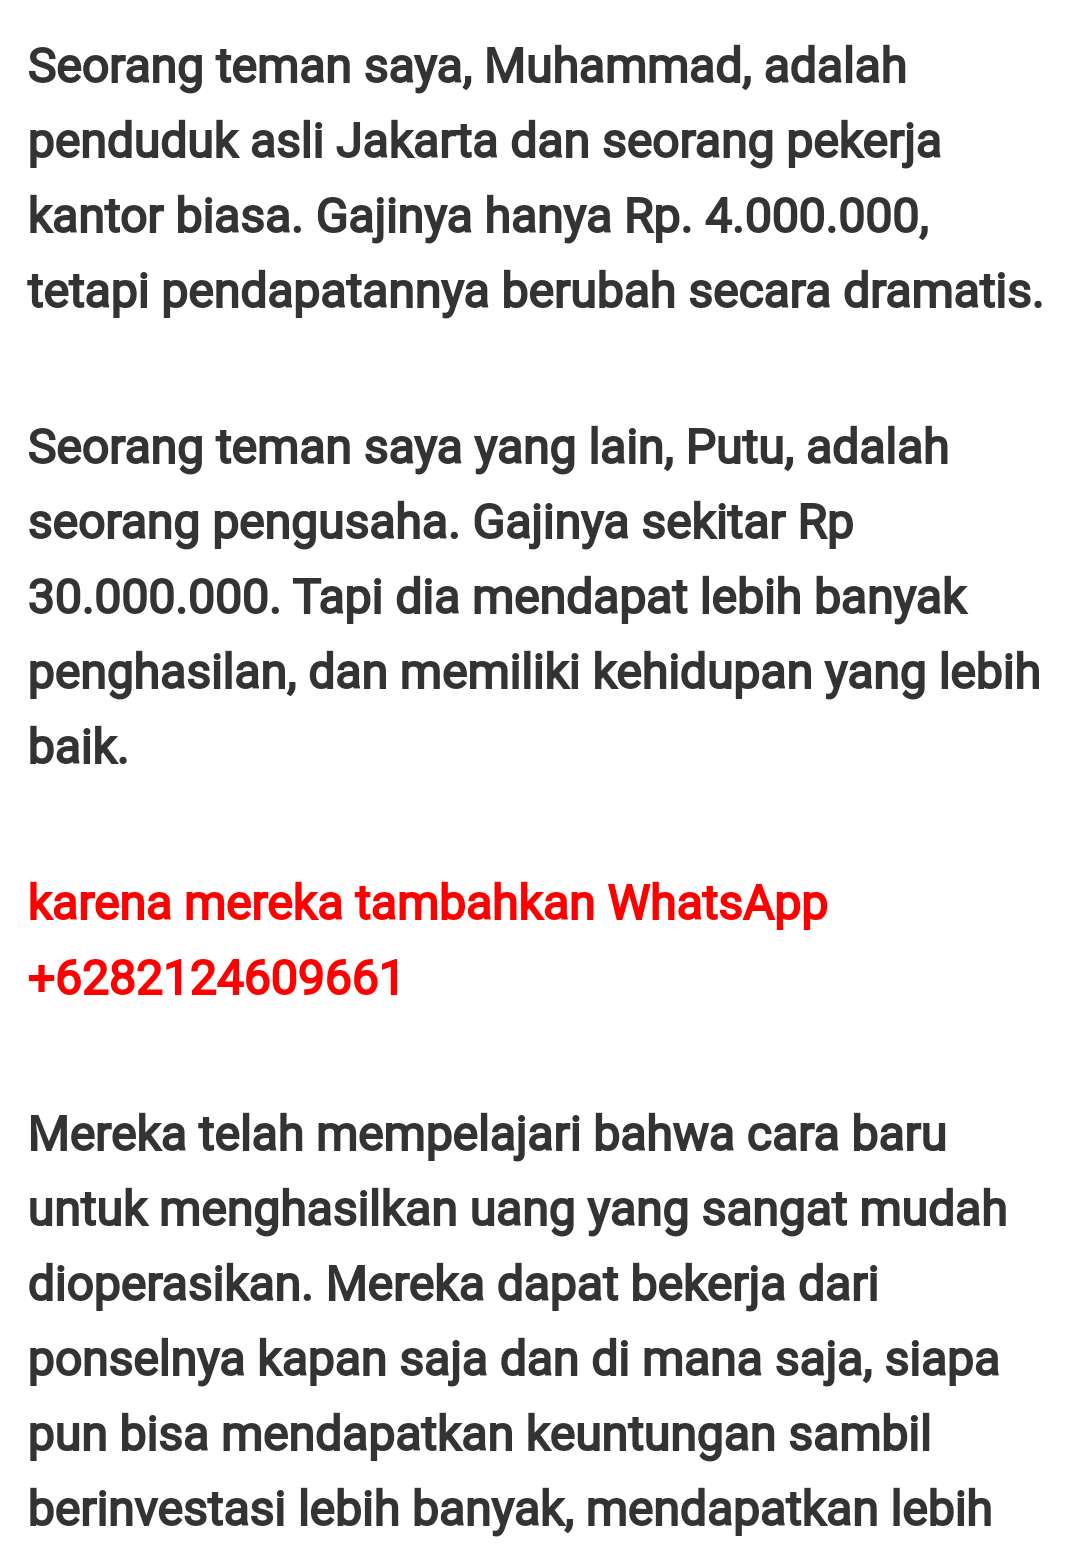 Seorang teman saya, Muhammad, adalah
penduduk asli Jakarta dan seorang pekerja
kantor biasa. Gajinya hanya Rp. 4.000.000,
tetapi pendapatannya berubah secara dramatis.
Seorang teman saya yang lain, Putu, adalah
seorang pengusaha. Gajinya sekitar Rp
30.000.000. Tapi dia mendapat lebih banyak
penghasilan, dan memiliki kehidupan yang lebih
baik.
karena mereka tambahkan WhatsApp
+6282124609661
Mereka telah mempelajari bahwa cara baru
untuk menghasilkan uang yang sangat mudah
dioperasikan. Mereka dapat bekerja dari
ponselnya kapan saja dan di mana saja, siapa
pun bisa mendapatkan keuntungan sambil
berinvestasi lebih banyak, mendapatkan lebih